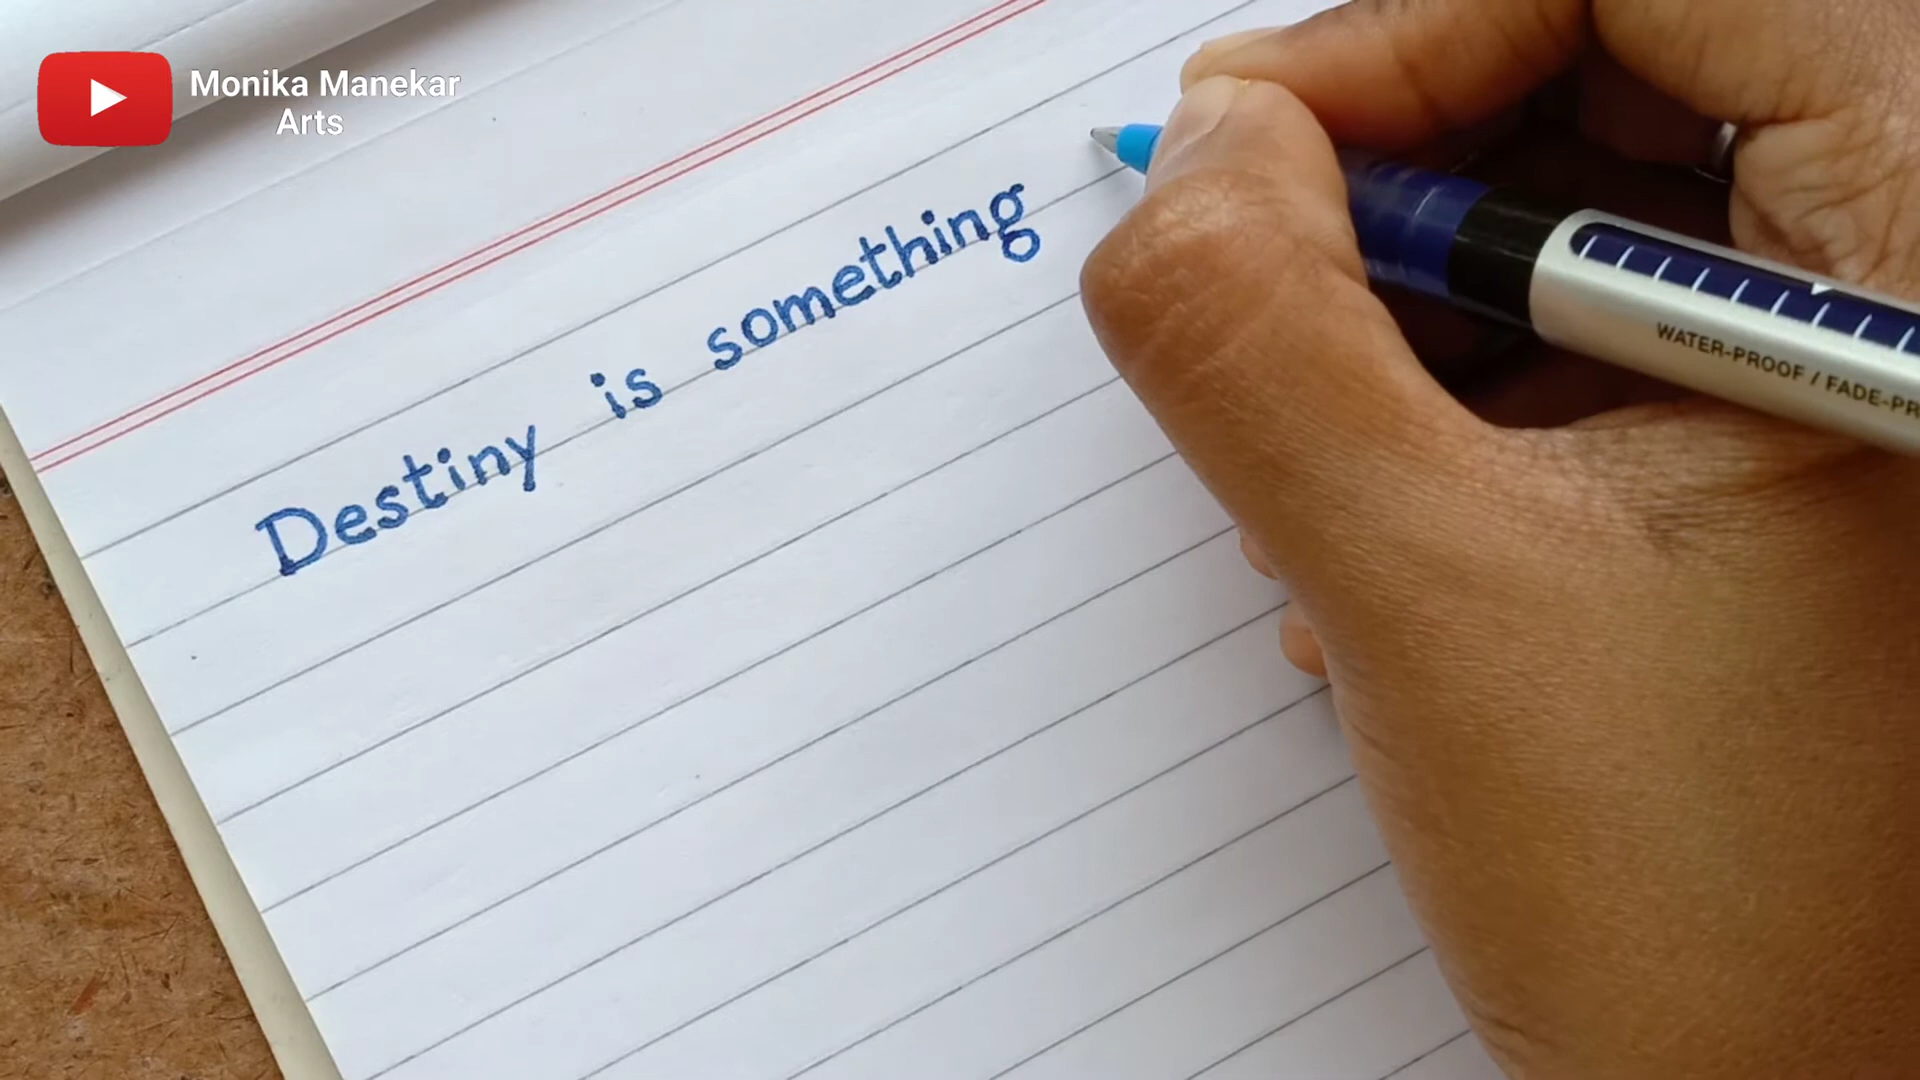 Monika Manekar
Arts
Destiny is something
WATER-PROOF / FADE-PR